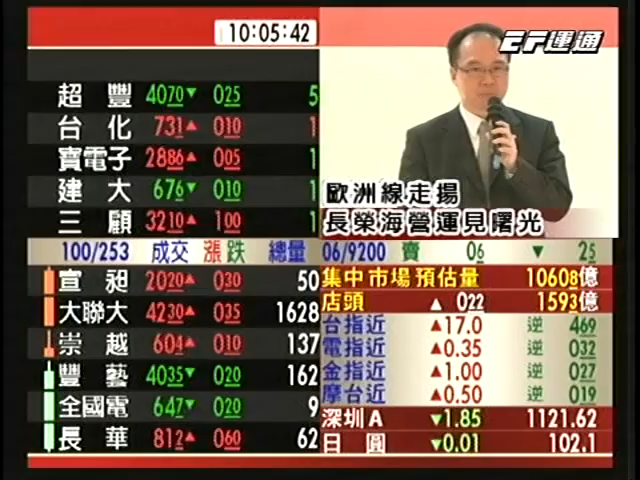 10:05:42
EF運通
超豐 4070▼ 025 5
台化 731▲ 010 1
寶電子 2886▲ 005 1
建大 676▼ 010 1
三顧 3210▲ 100 1
歐洲線走揚
長榮海營運見曙光
100/253 成交 漲跌 總量
宣昶 2020▲ 030 50
大聯大 4230▲ 035 1628
崇越 604▲ 010 137
豐藝 4035▼ 020 162
全國電 647▼ 020 9
長華 812▲ 060 62
06/9200 賣 06 ▼ 25
集中市場預估量 10608億
店頭 ▲ 022 1593億
台指近 ▲17.0 逆 469
電指近 ▲0.35 逆 032
金指近 ▲1.00 逆 027
摩台近 ▲0.50 逆 019
深圳A ▼1.85 1121.62
日圓 ▼0.01 102.1